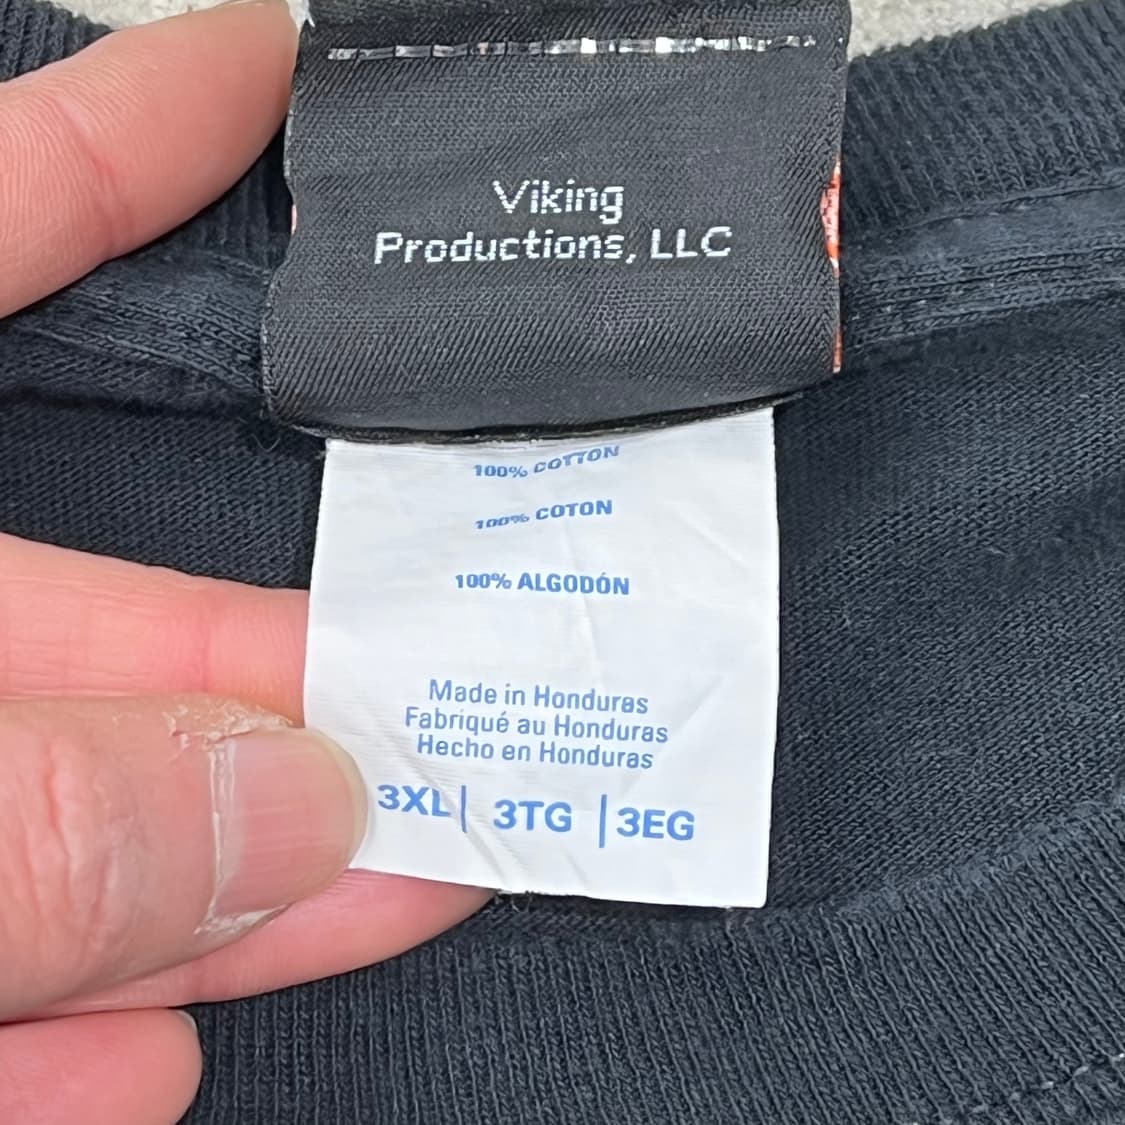 Viking
Productions, LLC
100% COTTON
100% COTON
100% ALGODÓN
Made in Honduras
Fabriqué au Honduras
Hecho en Honduras
3XL| 3TG |3EG